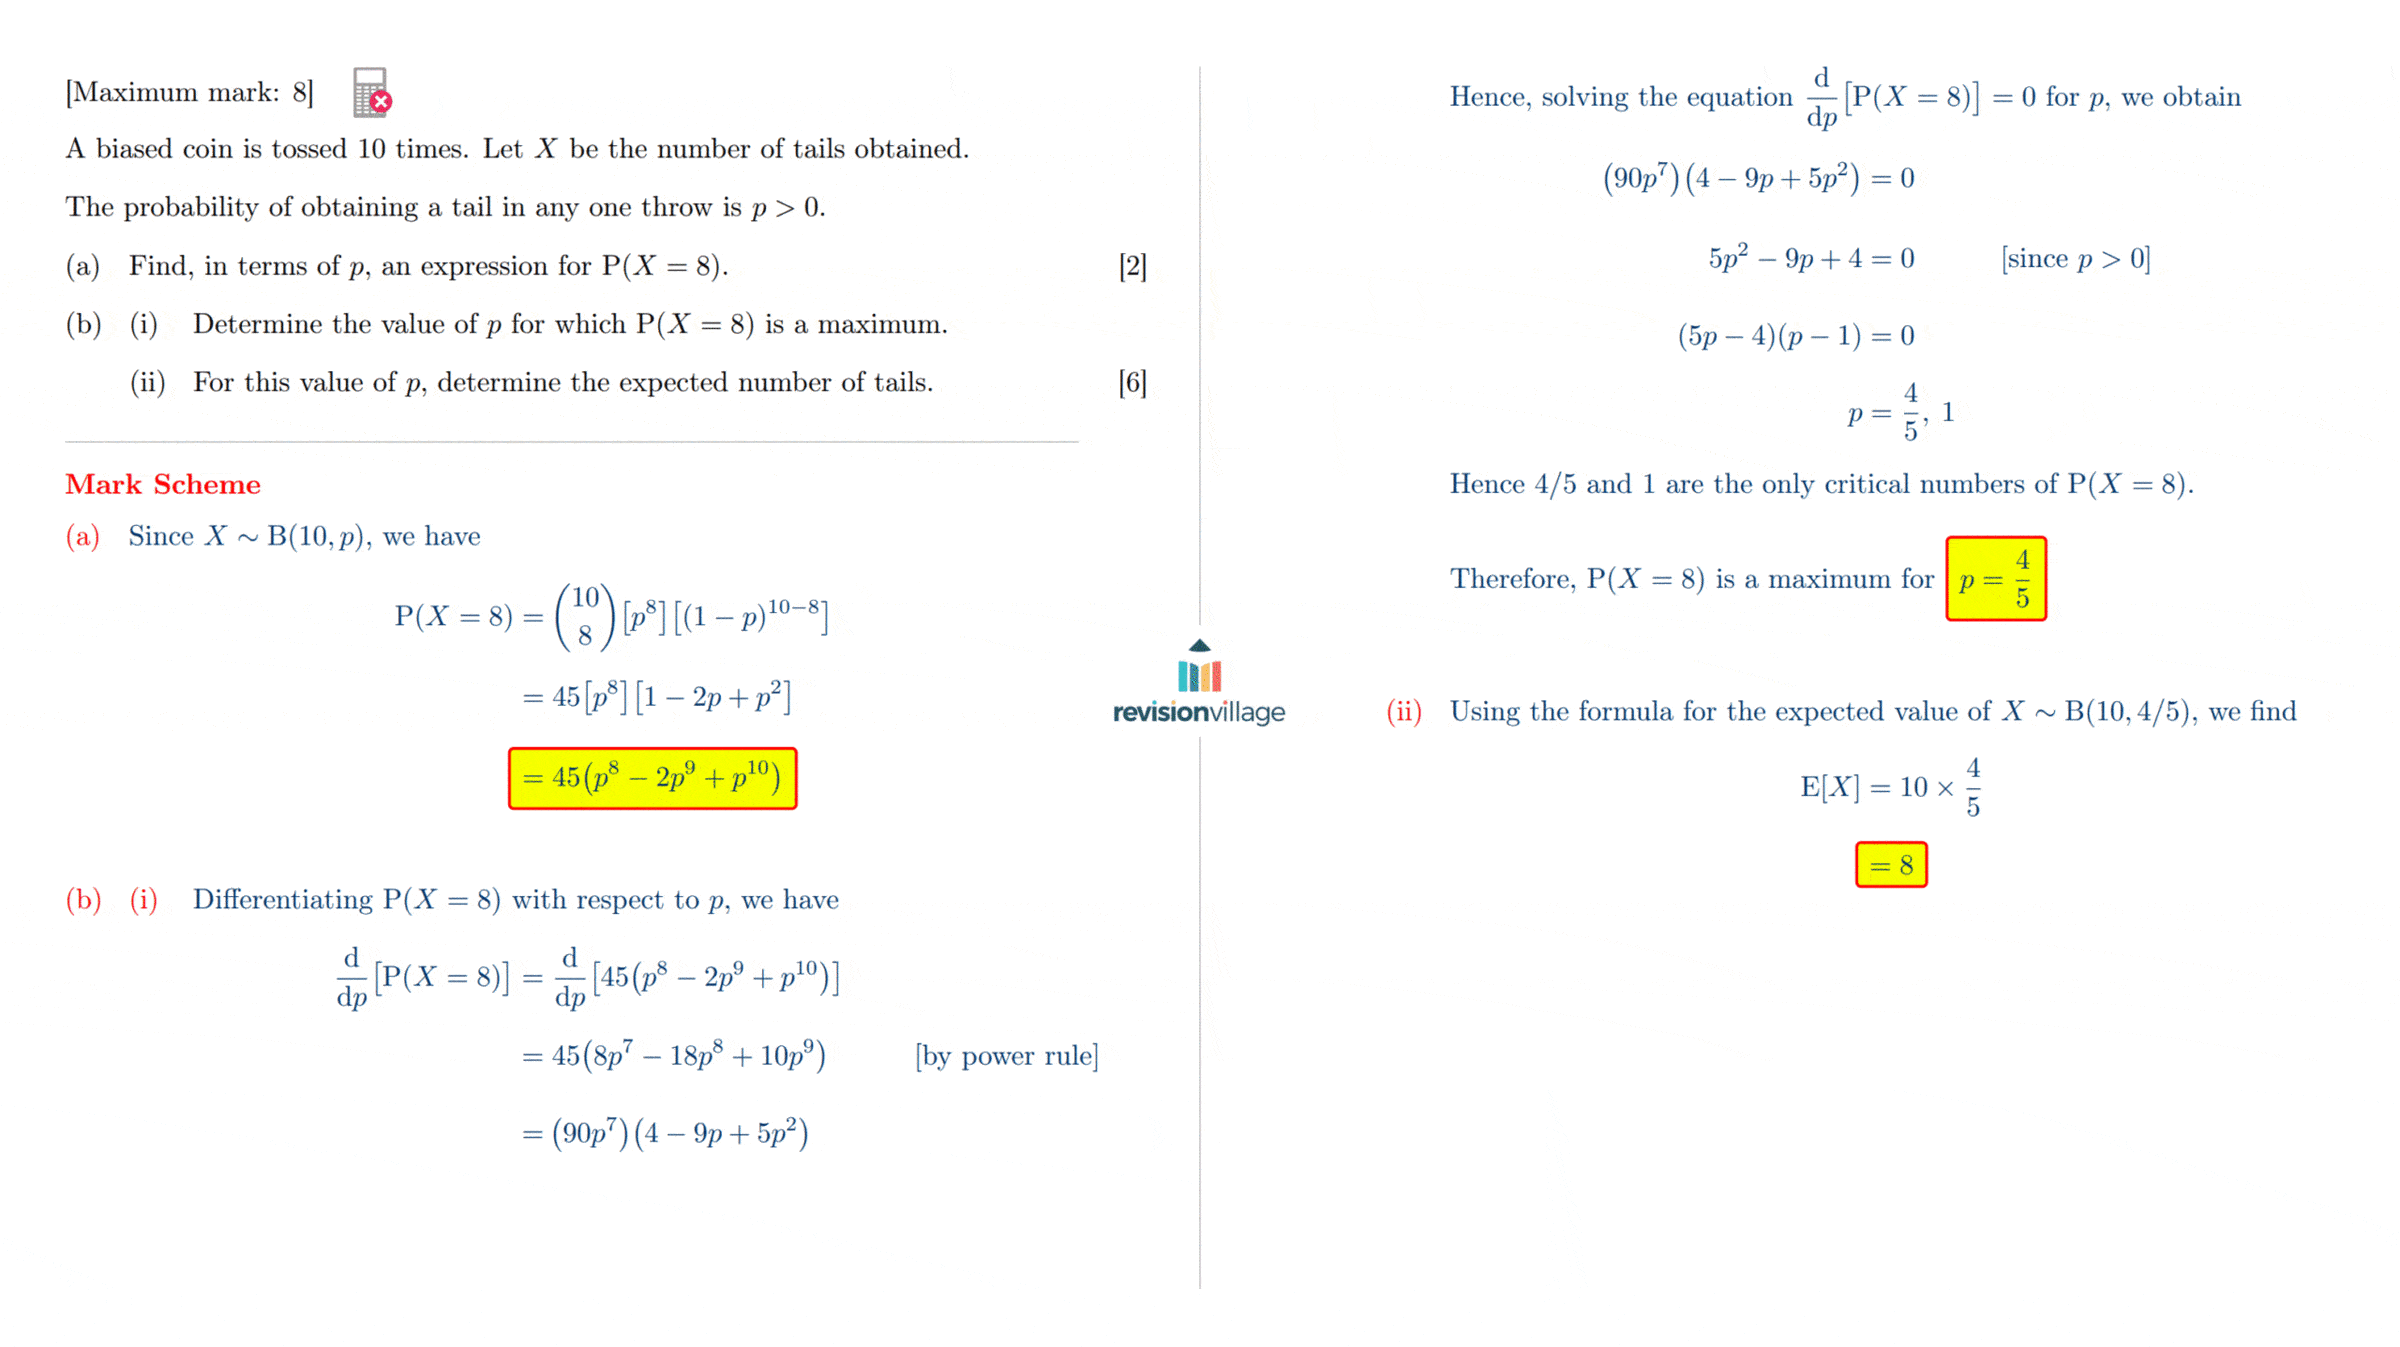 [Maximum mark: 8]
A biased coin is tossed 10 times. Let X be the number of tails obtained.
The probability of obtaining a tail in any one throw is p > 0.
(a) Find, in terms of p, an expression for P(X = 8). [2]
(b) (i) Determine the value of p for which P(X = 8) is a maximum.
(ii) For this value of p, determine the expected number of tails. [6]
Mark Scheme
(a) Since X ∼ B(10, p), we have
P(X = 8) = \binom{10}{8} [p^8][(1 − p)^{10−8}]
= 45[p^8][1 − 2p + p^2]
= 45(p^8 − 2p^9 + p^{10})
(b) (i) Differentiating P(X = 8) with respect to p, we have
\frac{d}{dp}[P(X = 8)] = \frac{d}{dp}[45(p^8 − 2p^9 + p^{10})]
= 45(8p^7 − 18p^8 + 10p^9) [by power rule]
= (90p^7)(4 − 9p + 5p^2)
revisionvillage
Hence, solving the equation \frac{d}{dp}[P(X = 8)] = 0 for p, we obtain
(90p^7)(4 − 9p + 5p^2) = 0
5p^2 − 9p + 4 = 0 [since p > 0]
(5p − 4)(p − 1) = 0
p = \frac{4}{5}, 1
Hence 4/5 and 1 are the only critical numbers of P(X = 8).
Therefore, P(X = 8) is a maximum for p = \frac{4}{5}
(ii) Using the formula for the expected value of X ∼ B(10, 4/5), we find
E[X] = 10 × \frac{4}{5}
= 8